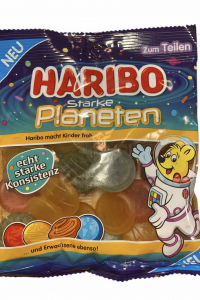 NEU
Zum Teilen
HARIBO
Starke
Planeten
Haribo macht Kinder froh
echt
starke
Konsistenz
... und Erwachsene ebenso!